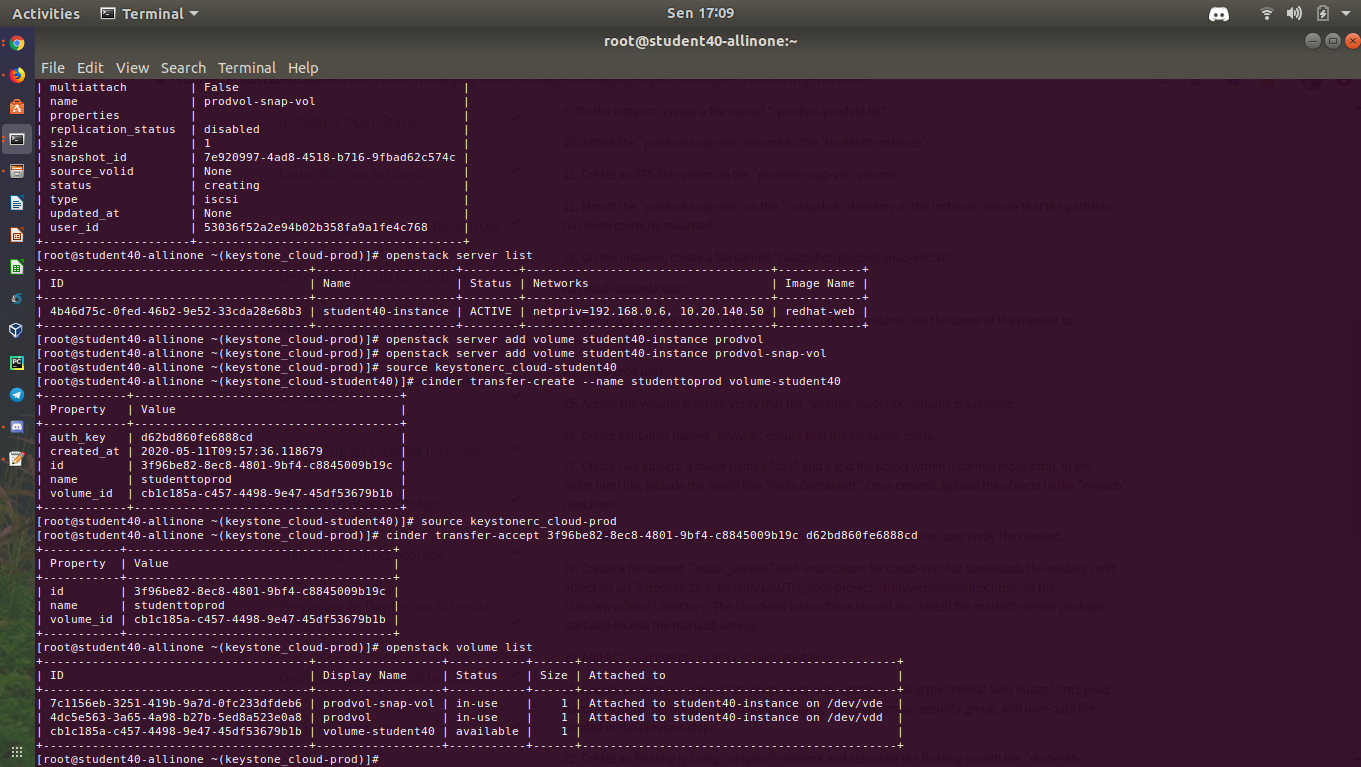 Activities Terminal Sen 17:09
root@student40-allinone:~
File Edit View Search Terminal Help
| multiattach | False |
| name | prodvol-snap-vol |
| properties | |
| replication_status | disabled |
| size | 1 |
| snapshot_id | 7e920997-4ad8-4518-b716-9fbad62c574c |
| source_volid | None |
| status | creating |
| type | iscsi |
| updated_at | None |
| user_id | 53036f52a2e94b02b358fa9a1fe4c768 |
+--------------------+--------------------------------------+
[root@student40-allinone ~(keystone_cloud-prod)]# openstack server list
+--------------------------------------+--------------------+--------+-----------------------------------+------------+
| ID | Name | Status | Networks | Image Name |
+--------------------------------------+--------------------+--------+-----------------------------------+------------+
| 4b46d75c-0fed-46b2-9e52-33cda28e68b3 | student40-instance | ACTIVE | netpriv=192.168.0.6, 10.20.140.50 | redhat-web |
+--------------------------------------+--------------------+--------+-----------------------------------+------------+
[root@student40-allinone ~(keystone_cloud-prod)]# openstack server add volume student40-instance prodvol
[root@student40-allinone ~(keystone_cloud-prod)]# openstack server add volume student40-instance prodvol-snap-vol
[root@student40-allinone ~(keystone_cloud-prod)]# source keystonerc_cloud-student40
[root@student40-allinone ~(keystone_cloud-student40)]# cinder transfer-create --name studenttoprod volume-student40
+------------+--------------------------------------+
| Property | Value |
+------------+--------------------------------------+
| auth_key | d62bd860fe6888cd |
| created_at | 2020-05-11T09:57:36.118679 |
| id | 3f96be82-8ec8-4801-9bf4-c8845009b19c |
| name | studenttoprod |
| volume_id | cb1c185a-c457-4498-9e47-45df53679b1b |
+------------+--------------------------------------+
[root@student40-allinone ~(keystone_cloud-student40)]# source keystonerc_cloud-prod
[root@student40-allinone ~(keystone_cloud-prod)]# cinder transfer-accept 3f96be82-8ec8-4801-9bf4-c8845009b19c d62bd860fe6888cd
+-----------+--------------------------------------+
| Property | Value |
+-----------+--------------------------------------+
| id | 3f96be82-8ec8-4801-9bf4-c8845009b19c |
| name | studenttoprod |
| volume_id | cb1c185a-c457-4498-9e47-45df53679b1b |
+-----------+--------------------------------------+
[root@student40-allinone ~(keystone_cloud-prod)]# openstack volume list
+--------------------------------------+------------------+-----------+------+---------------------------------------------+
| ID | Display Name | Status | Size | Attached to |
+--------------------------------------+------------------+-----------+------+---------------------------------------------+
| 7c1156eb-3251-419b-9a7d-0fc233dfdeb6 | prodvol-snap-vol | in-use | 1 | Attached to student40-instance on /dev/vde |
| 4dc5e563-3a65-4a98-b27b-5ed8a523e0a8 | prodvol | in-use | 1 | Attached to student40-instance on /dev/vdd |
| cb1c185a-c457-4498-9e47-45df53679b1b | volume-student40 | available | 1 | |
+--------------------------------------+------------------+-----------+------+---------------------------------------------+
[root@student40-allinone ~(keystone_cloud-prod)]#